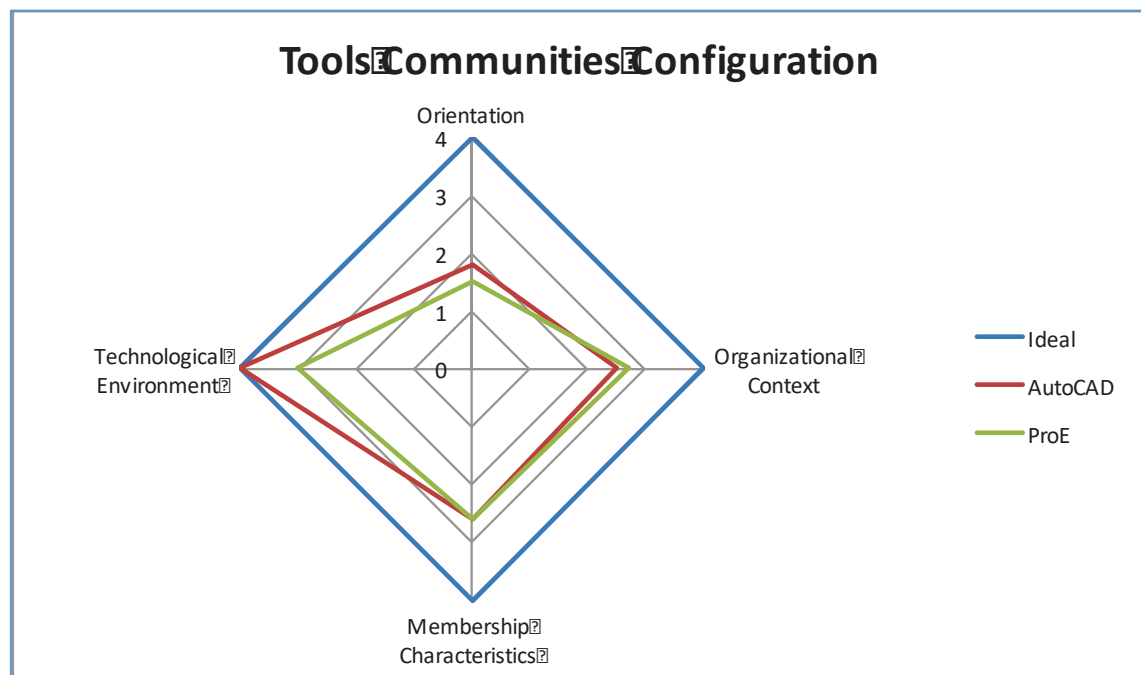 Tools⍰Communities⍰Configuration
Orientation
4
3
2
1
0
Technological⍰
Environment⍰
Organizational⍰
Context
Membership⍰
Characteristics⍰
Ideal
AutoCAD
ProE